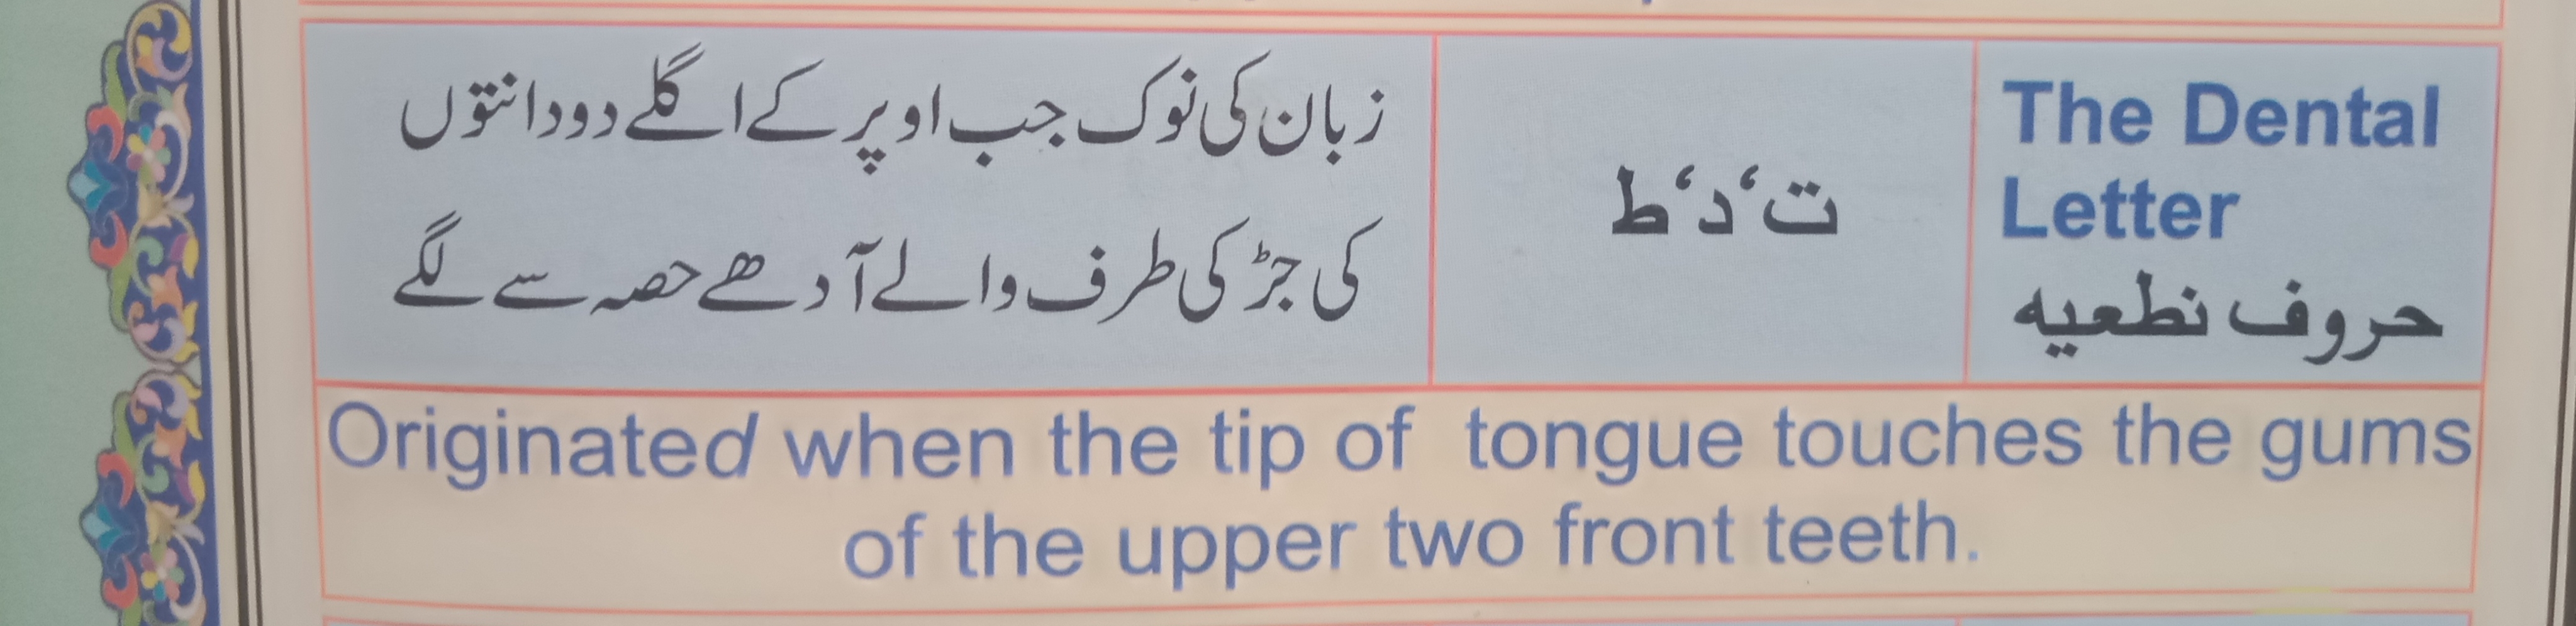 The Dental
Letter
حروف نطعيه
ت‘د‘ط
زبان کی نوک جب اوپر کے اگلے دو دانتوں
کی جڑ کی طرف والے آدھے حصہ سے لگے
Originated when the tip of tongue touches the gums
of the upper two front teeth.